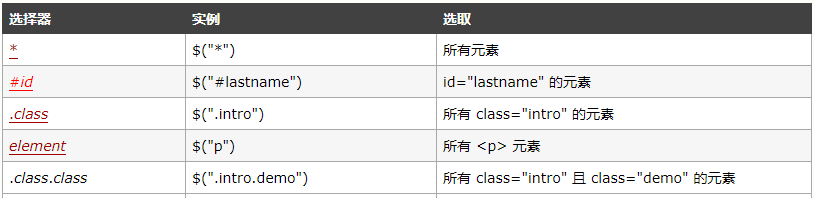 选择器 实例 选取
* $("*") 所有元素
#id $("#lastname") id="lastname" 的元素
.class $(".intro") 所有 class="intro" 的元素
element $("p") 所有 <p> 元素
.class.class $(".intro.demo") 所有 class="intro" 且 class="demo" 的元素